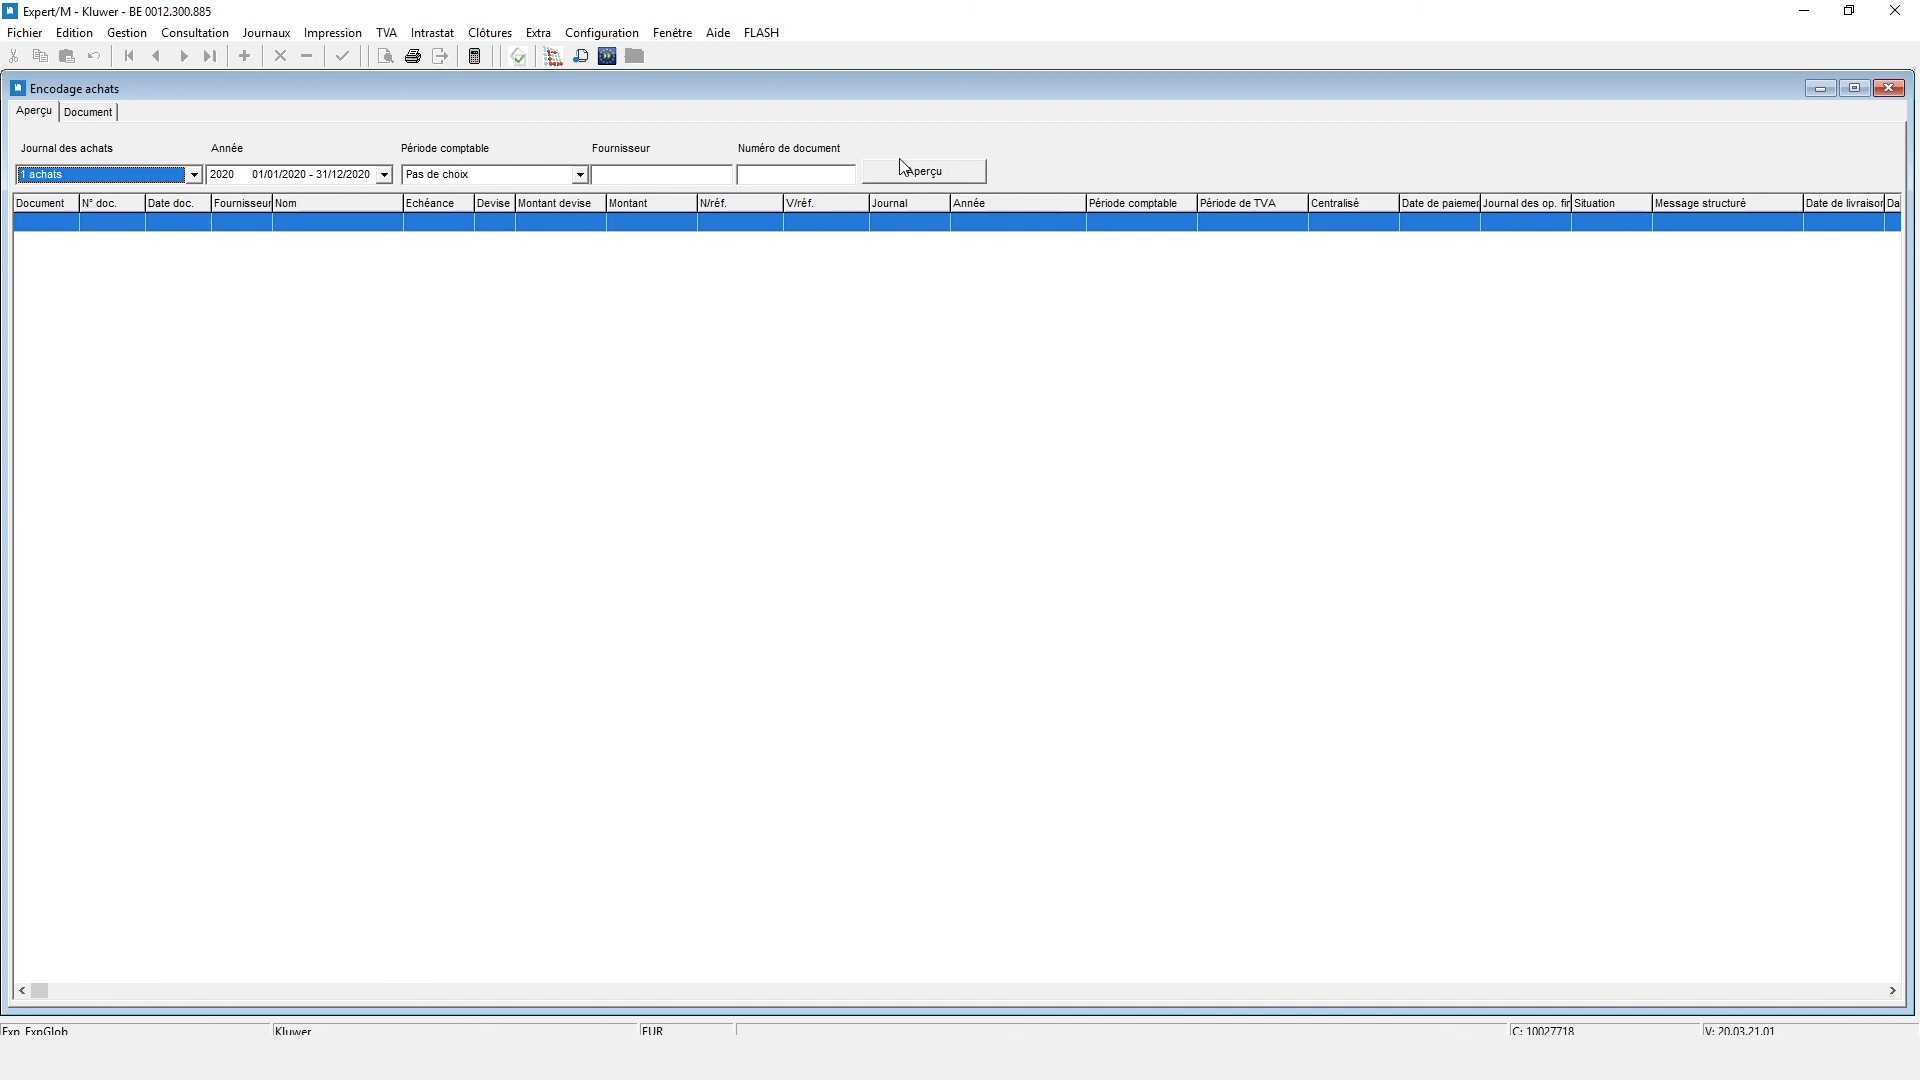 Expert/M - Kluwer - BE 0012.300.885
Fichier Edition Gestion Consultation Journaux Impression TVA Intrastat Clôtures Extra Configuration Fenêtre Aide FLASH
Encodage achats
Aperçu Document
Journal des achats Année Période comptable Fournisseur Numéro de document
1 achats 2020 01/01/2020 - 31/12/2020 Pas de choix Aperçu
Document N° doc. Date doc. Fournisseur Nom Echéance Devise Montant devise Montant N/réf. V/réf. Journal Année Période comptable Période de TVA Centralisé Date de paiemer Journal des op. fir Situation Message structuré Date de livraisor Da
Exp ExpGlob Kluwer EUR C: 10027718 V: 20.03.21.01